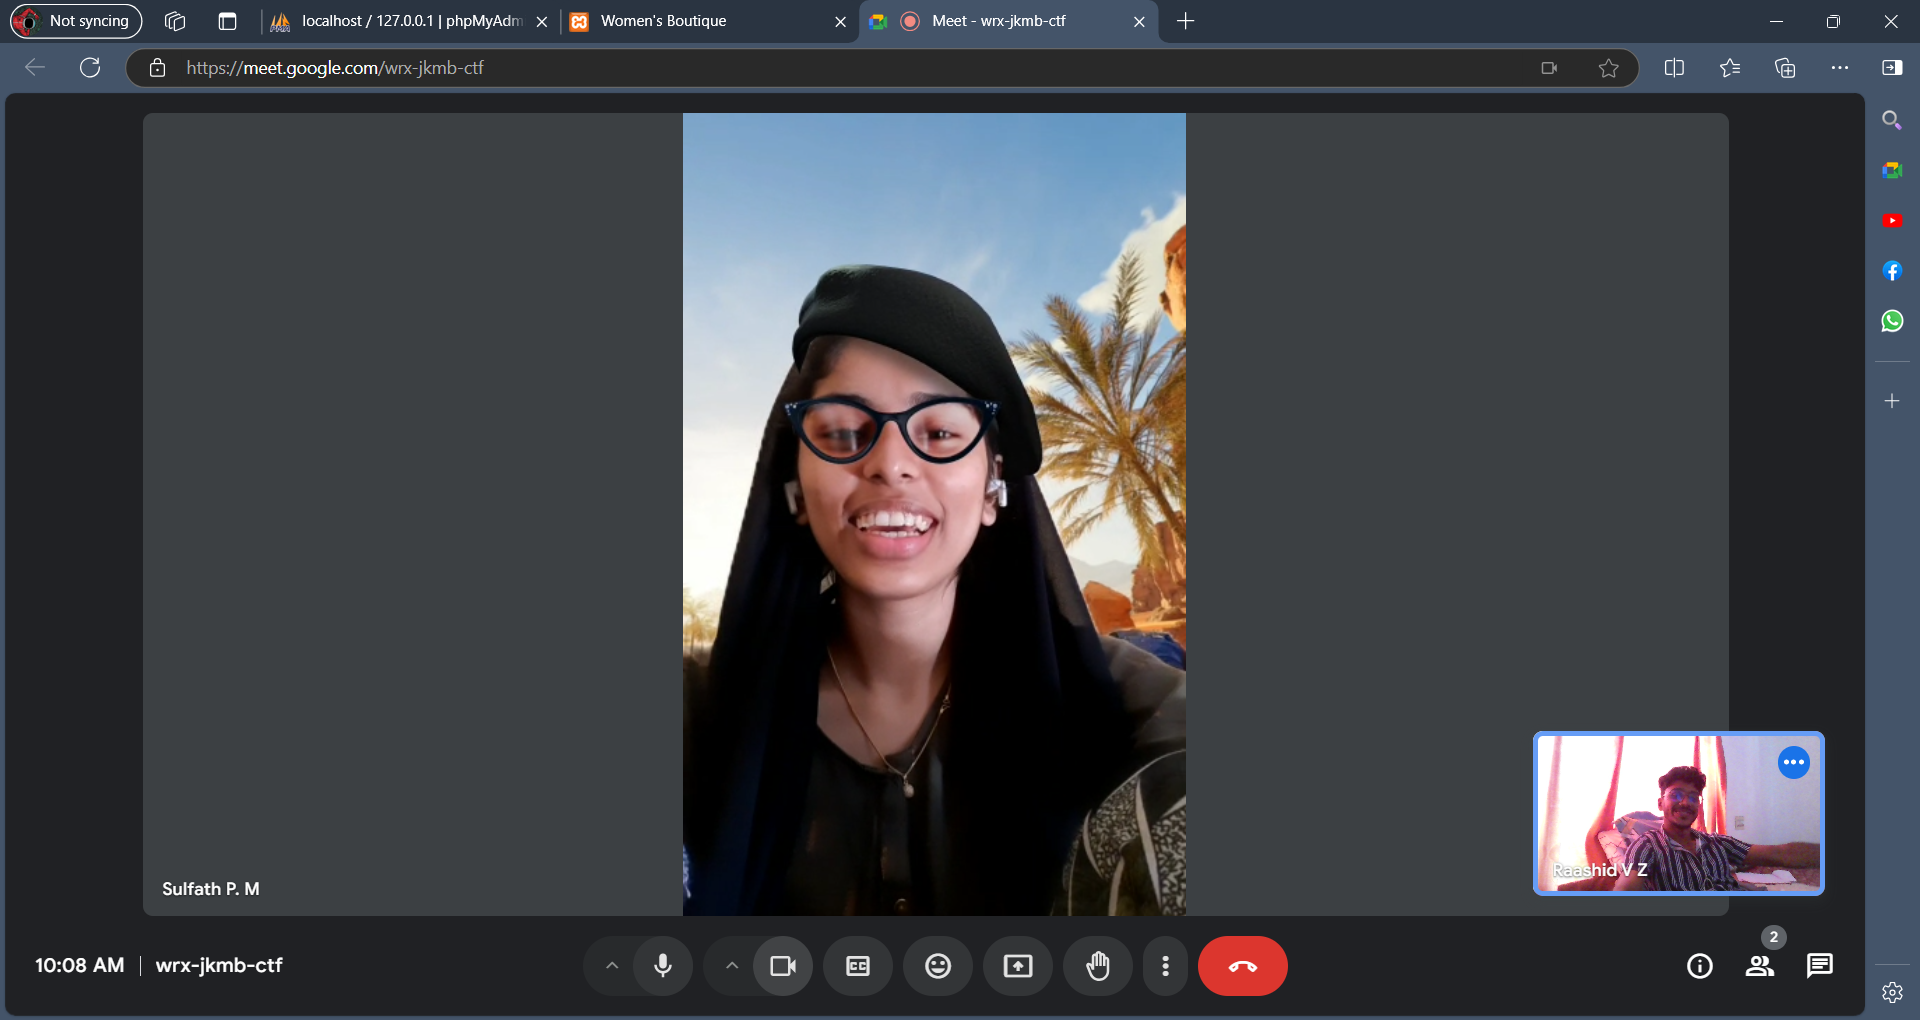 Not syncing
localhost / 127.0.0.1 | phpMyAdm
Women's Boutique
Meet - wrx-jkmb-ctf
https://meet.google.com/wrx-jkmb-ctf
Sulfath P. M
Raashid V Z
10:08 AM | wrx-jkmb-ctf
CC
2